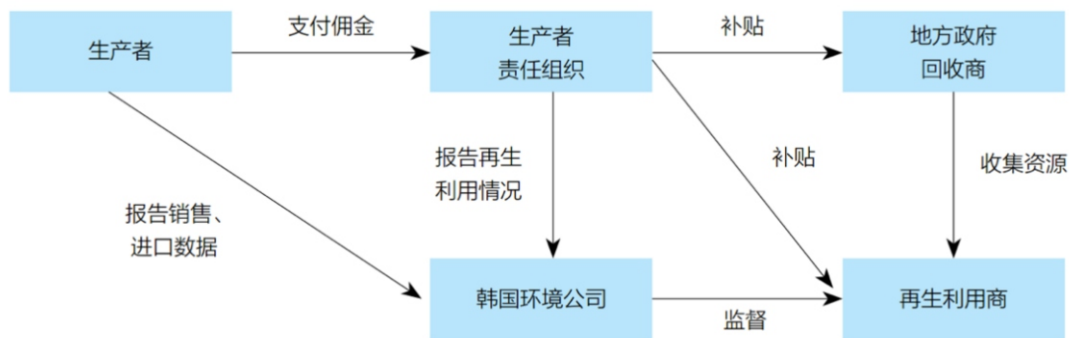 支付佣金
补贴
生产者
生产者
责任组织
地方政府
回收商
报告再生
利用情况
补贴
收集资源
报告销售、
进口数据
韩国环境公司
监督
再生利用商